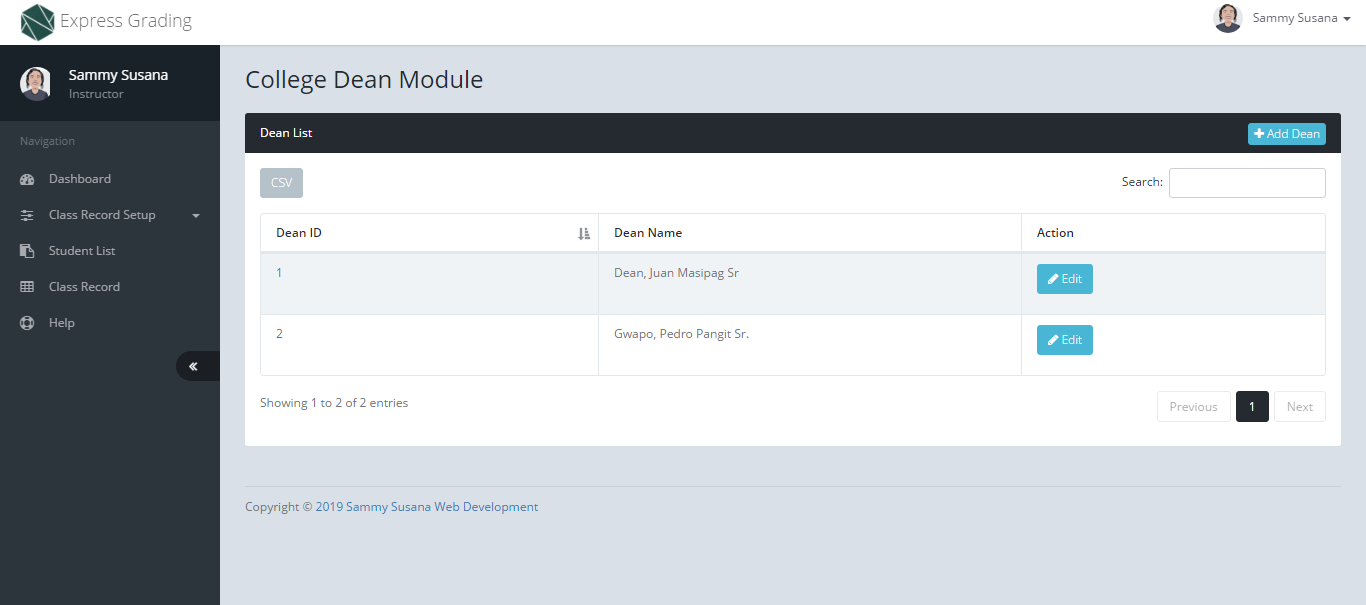 Express Grading
Sammy Susana
Sammy Susana
Instructor
Navigation
Dashboard
Class Record Setup
Student List
Class Record
Help
College Dean Module
Dean List
Add Dean
CSV
Search:
Dean ID Dean Name Action
1 Dean, Juan Masipag Sr Edit
2 Gwapo, Pedro Pangit Sr. Edit
Showing 1 to 2 of 2 entries
Previous 1 Next
Copyright © 2019 Sammy Susana Web Development